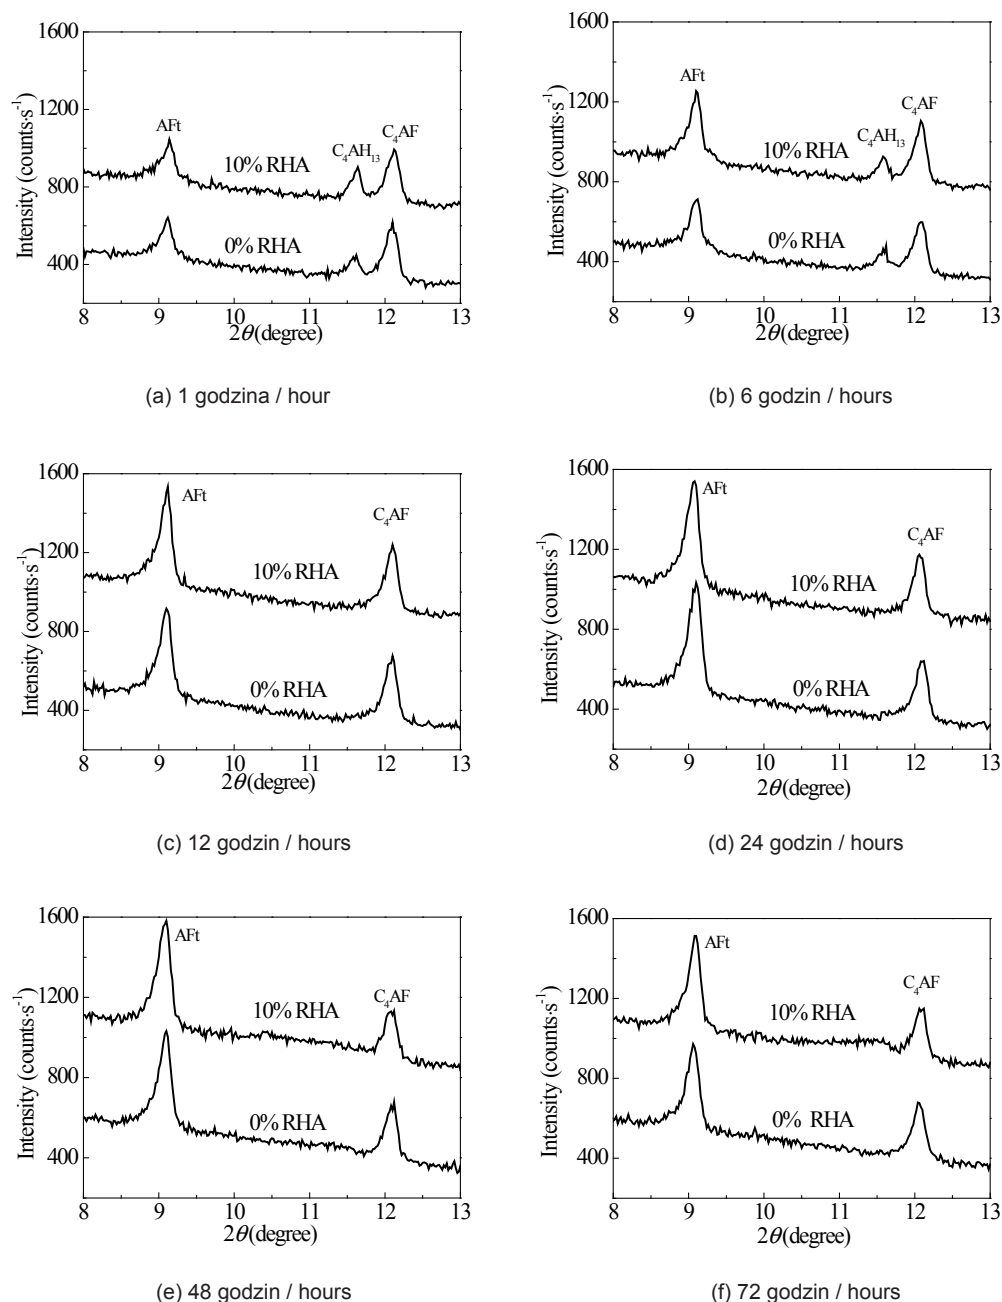 1600
1200
800
400
Intensity (counts·s⁻¹)
AFt
C₄AH₁₃
C₄AF
10% RHA
0% RHA
8 9 10 11 12 13
2θ(degree)
(a) 1 godzina / hour
1600
1200
800
400
Intensity (counts·s⁻¹)
AFt
C₄AH₁₃
C₄AF
10% RHA
0% RHA
8 9 10 11 12 13
2θ(degree)
(b) 6 godzin / hours
1600
1200
800
400
Intensity (counts·s⁻¹)
AFt
C₄AF
10% RHA
0% RHA
8 9 10 11 12 13
2θ(degree)
(c) 12 godzin / hours
1600
1200
800
400
Intensity (counts·s⁻¹)
AFt
C₄AF
10% RHA
0% RHA
8 9 10 11 12 13
2θ(degree)
(d) 24 godzin / hours
1600
1200
800
400
Intensity (counts·s⁻¹)
AFt
C₄AF
10% RHA
0% RHA
8 9 10 11 12 13
2θ(degree)
(e) 48 godzin / hours
1600
1200
800
400
Intensity (counts·s⁻¹)
AFt
C₄AF
10% RHA
0% RHA
8 9 10 11 12 13
2θ(degree)
(f) 72 godzin / hours